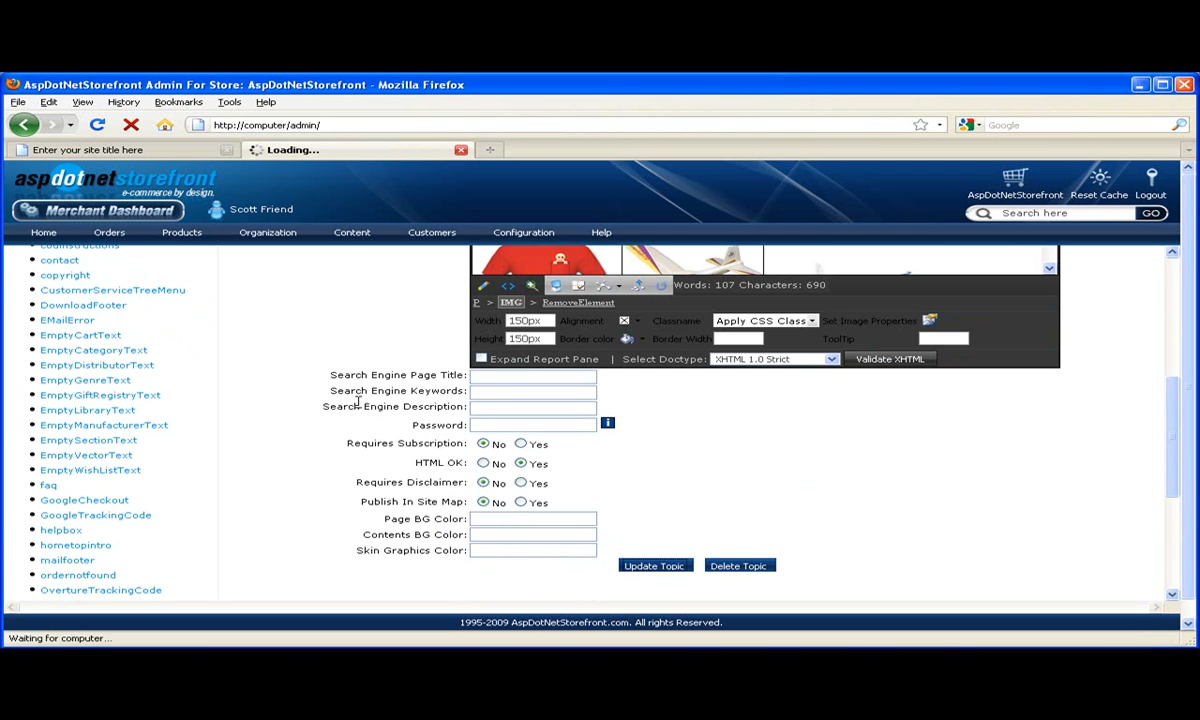 AspDotNetStorefront Admin For Store: AspDotNetStorefront - Mozilla Firefox
File Edit View History Bookmarks Tools Help
http://computer/admin/ Google
Enter your site title here Loading...
aspdotnetstorefront
e-commerce by design.
AspDotNetStorefront Reset Cache Logout
Merchant Dashboard Scott Friend Search here GO
Home Orders Products Organization Content Customers Configuration Help
contact
copyright
CustomerServiceTreeMenu
DownloadFooter
EMailError
EmptyCartText
EmptyCategoryText
EmptyDistributorText
EmptyGenreText
EmptyGiftRegistryText
EmptyLibraryText
EmptyManufacturerText
EmptySectionText
EmptyVectorText
EmptyWishListText
faq
GoogleCheckout
GoogleTrackingCode
helpbox
hometopintro
mailfooter
ordernotfound
OvertureTrackingCode
Words: 107 Characters: 690
P > IMG > RemoveElement
Width 150px Alignment Classname Apply CSS Class Set Image Properties
Height 150px Border color Border Width ToolTip
Expand Report Pane | Select Doctype: XHTML 1.0 Strict Validate XHTML
Search Engine Page Title:
Search Engine Keywords:
Search Engine Description:
Password:
Requires Subscription: No Yes
HTML OK: No Yes
Requires Disclaimer: No Yes
Publish In Site Map: No Yes
Page BG Color:
Contents BG Color:
Skin Graphics Color:
Update Topic Delete Topic
1995-2009 AspDotNetStorefront.com. All rights Reserved.
Waiting for computer...